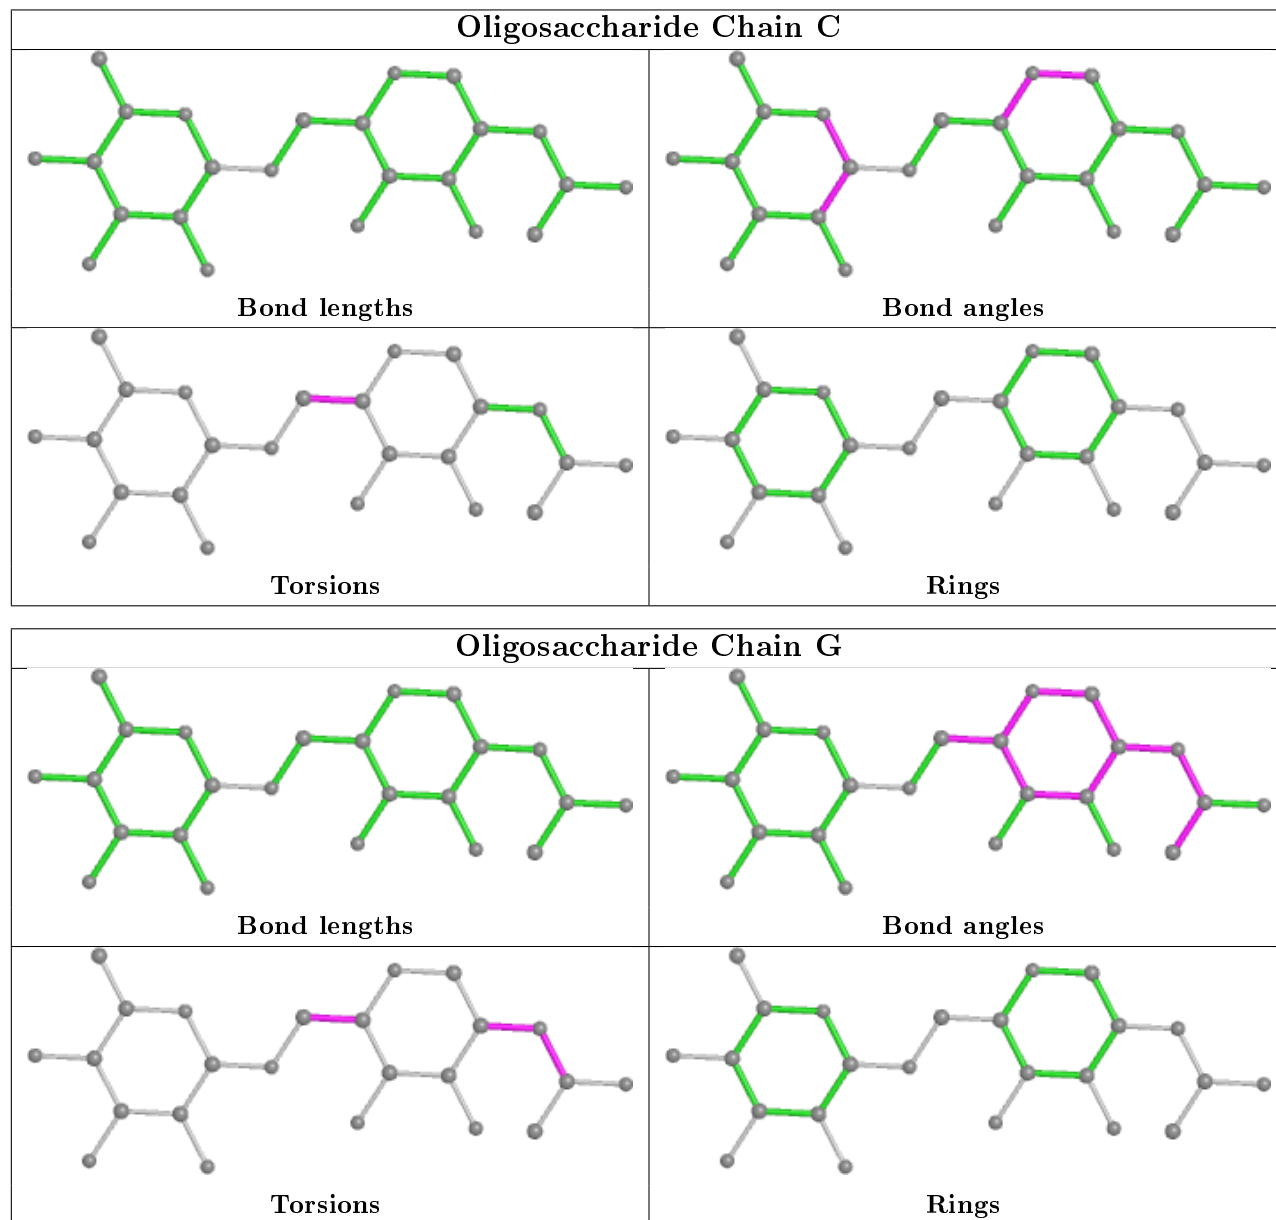 Oligosaccharide Chain C
Bond lengths
Bond angles
Torsions
Rings
Oligosaccharide Chain G
Bond lengths
Bond angles
Torsions
Rings